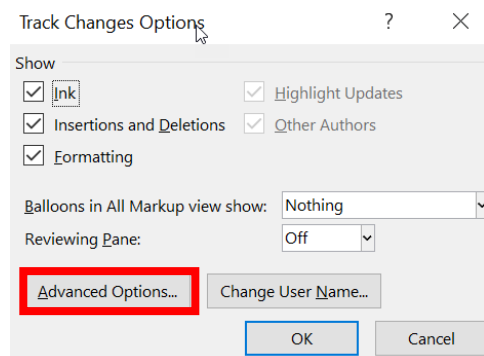 Track Changes Options ?
Show
Ink Highlight Updates
Insertions and Deletions Other Authors
Formatting
Balloons in All Markup view show: Nothing
Reviewing Pane: Off
Advanced Options... Change User Name...
OK Cancel